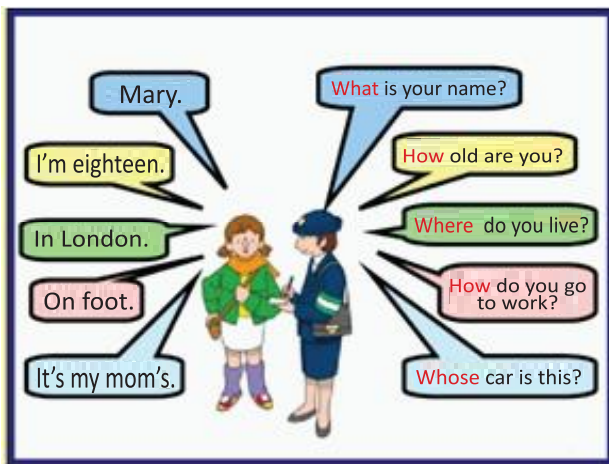 Mary.
What is your name?
I'm eighteen.
How old are you?
In London.
Where do you live?
On foot.
How do you go
to work?
It's my mom's.
Whose car is this?